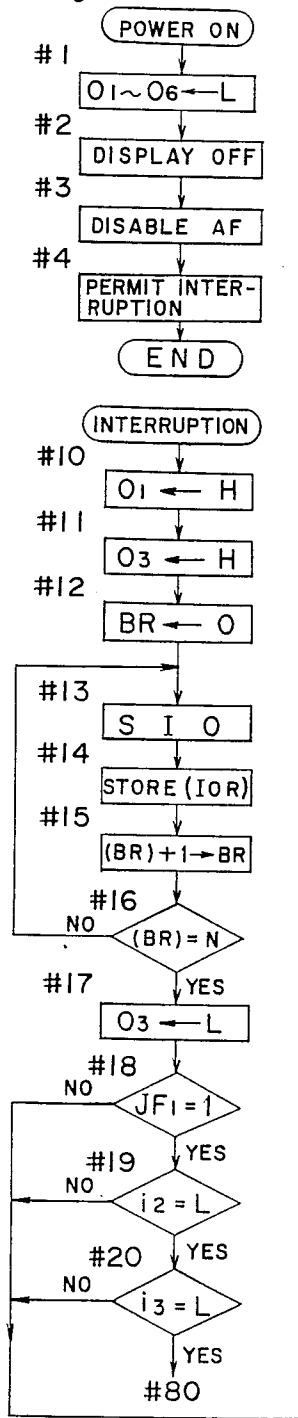 POWER ON
#1
O1~O6←L
#2
DISPLAY OFF
#3
DISABLE AF
#4
PERMIT INTER-
RUPTION
END
INTERRUPTION
#10
O1 ← H
#11
O3 ← H
#12
BR ← O
#13
S I O
#14
STORE (IOR)
#15
(BR)+1→BR
#16
NO
(BR)=N
YES
#17
O3 ← L
#18
NO
JF1=1
YES
#19
NO
i2=L
YES
#20
NO
i3=L
YES
#80